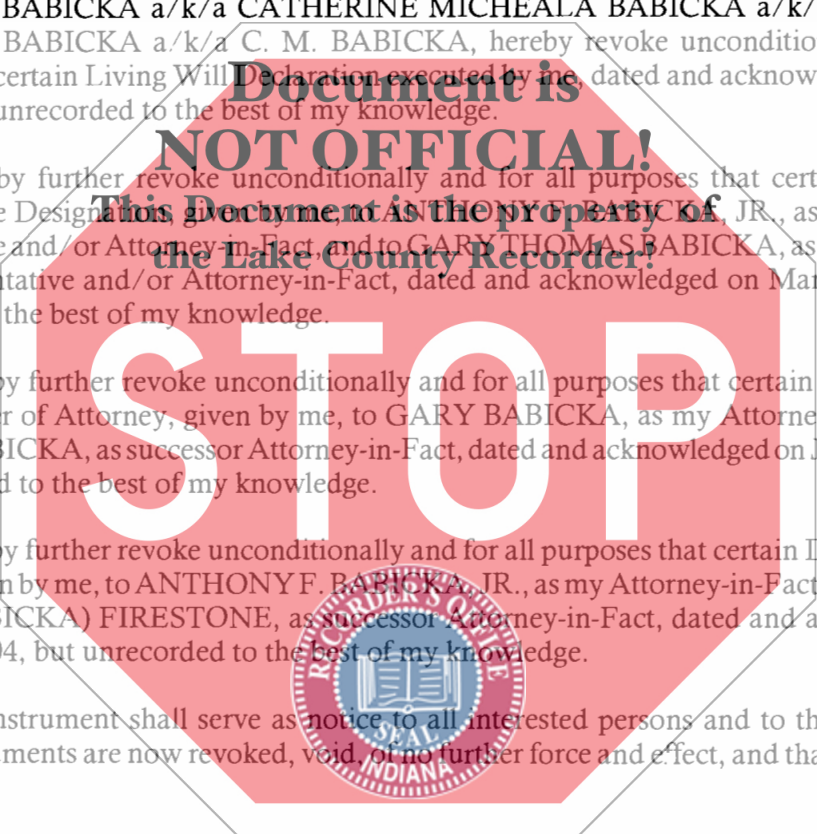 BABICKA a/k/a CATHERINE MICHEALA BABICKA a/k/
BABICKA a/k/a C. M. BABICKA, hereby revoke unconditio
certain Living Will Declaration executed by me, dated and acknow
unrecorded to the best of my knowledge.
Document is
NOT OFFICIAL!
This Document is the property of
the Lake County Recorder!
by further revoke unconditionally and for all purposes that cert
e Designation, given by me, to ANTHONY F. BABICKA, JR., as
e and/or Attorney-in-Fact, and to GARY THOMAS BABICKA, as
ntative and/or Attorney-in-Fact, dated and acknowledged on Mar
the best of my knowledge.
STOP
by further revoke unconditionally and for all purposes that certain
r of Attorney, given by me, to GARY BABICKA, as my Attorne
BICKA, as successor Attorney-in-Fact, dated and acknowledged on J
d to the best of my knowledge.
by further revoke unconditionally and for all purposes that certain D
n by me, to ANTHONY F. BABICKA, JR., as my Attorney-in-Fact
BICKA) FIRESTONE, as successor Attorney-in-Fact, dated and a
94, but unrecorded to the best of my knowledge.
RECORDER'S OFFICE
SEAL
INDIANA
nstrument shall serve as notice to all interested persons and to th
ments are now revoked, void, of no further force and effect, and tha